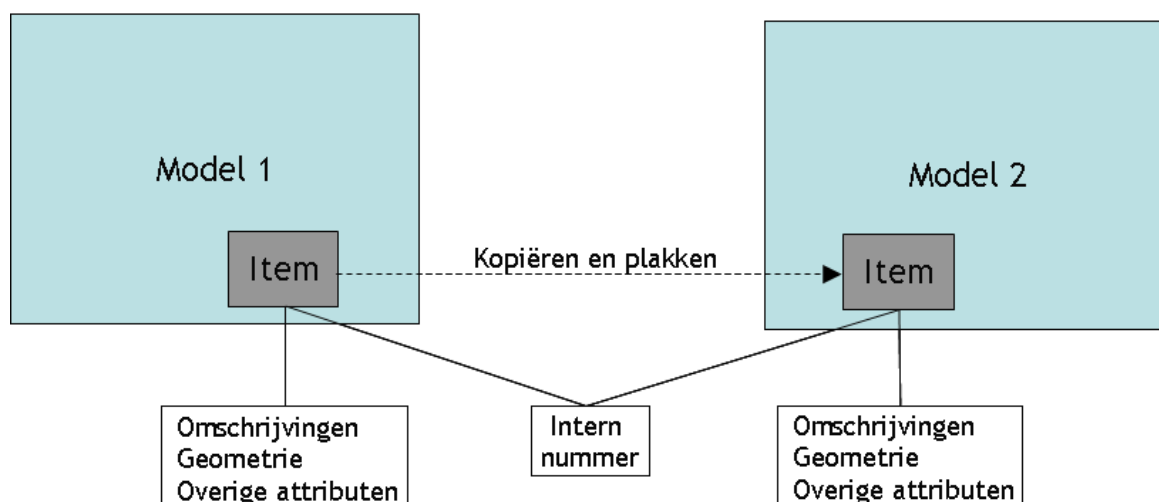 Model 1
Model 2
Item
Kopiëren en plakken
Item
Omschrijvingen
Geometrie
Overige attributen
Intern
nummer
Omschrijvingen
Geometrie
Overige attributen